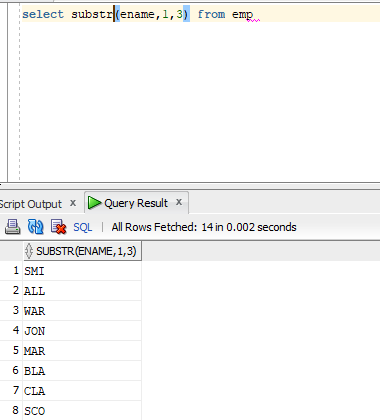 select substr(ename,1,3) from emp
Script Output x Query Result x
SQL | All Rows Fetched: 14 in 0.002 seconds
SUBSTR(ENAME,1,3)
1 SMI
2 ALL
3 WAR
4 JON
5 MAR
6 BLA
7 CLA
8 SCO